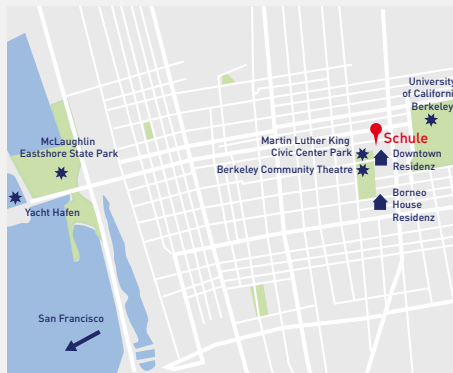 University
of California
Berkeley
Schule
McLaughlin
Eastshore State Park
Martin Luther King
Civic Center Park
Downtown
Residenz
Berkeley Community Theatre
Borneo
House
Residenz
Yacht Hafen
San Francisco